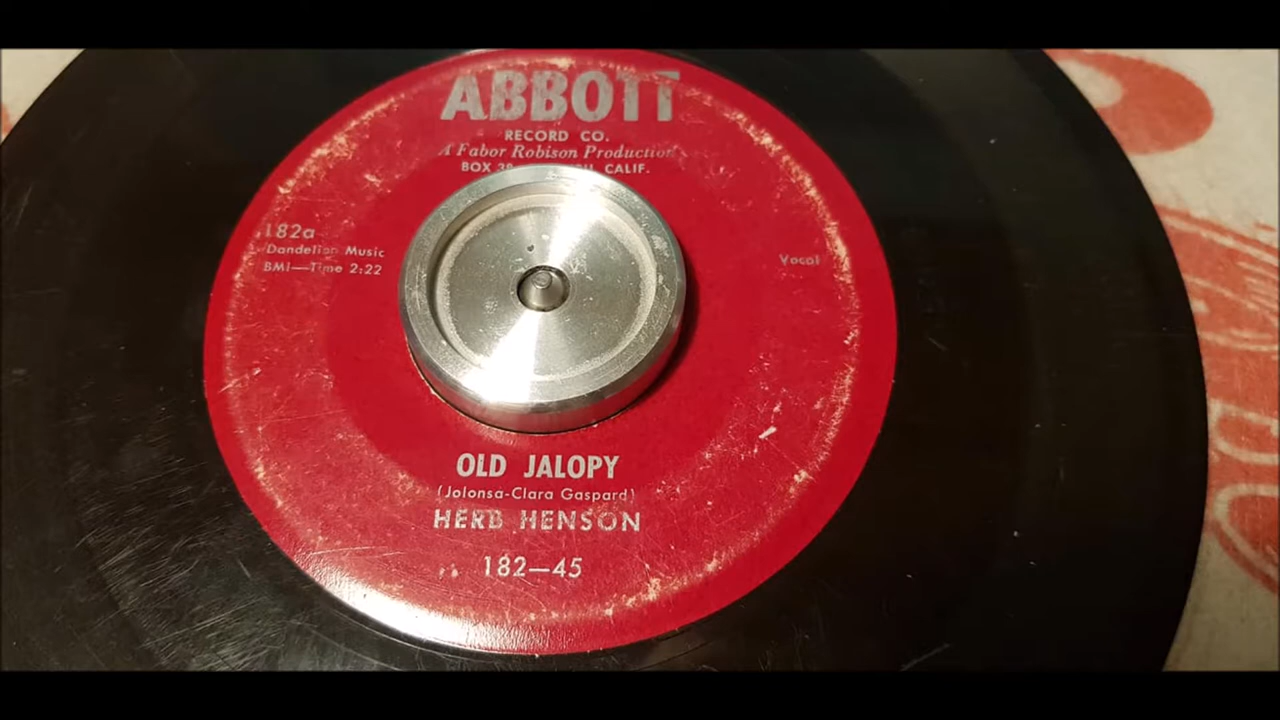 ABBOTT
RECORD CO.
A Fabor Robison Production
BOX CALIF.
182a
Dandelion Music
BMI—Time 2:22
Vocal
OLD JALOPY
(Jolonsa-Clara Gaspard)
HERB HENSON
182—45